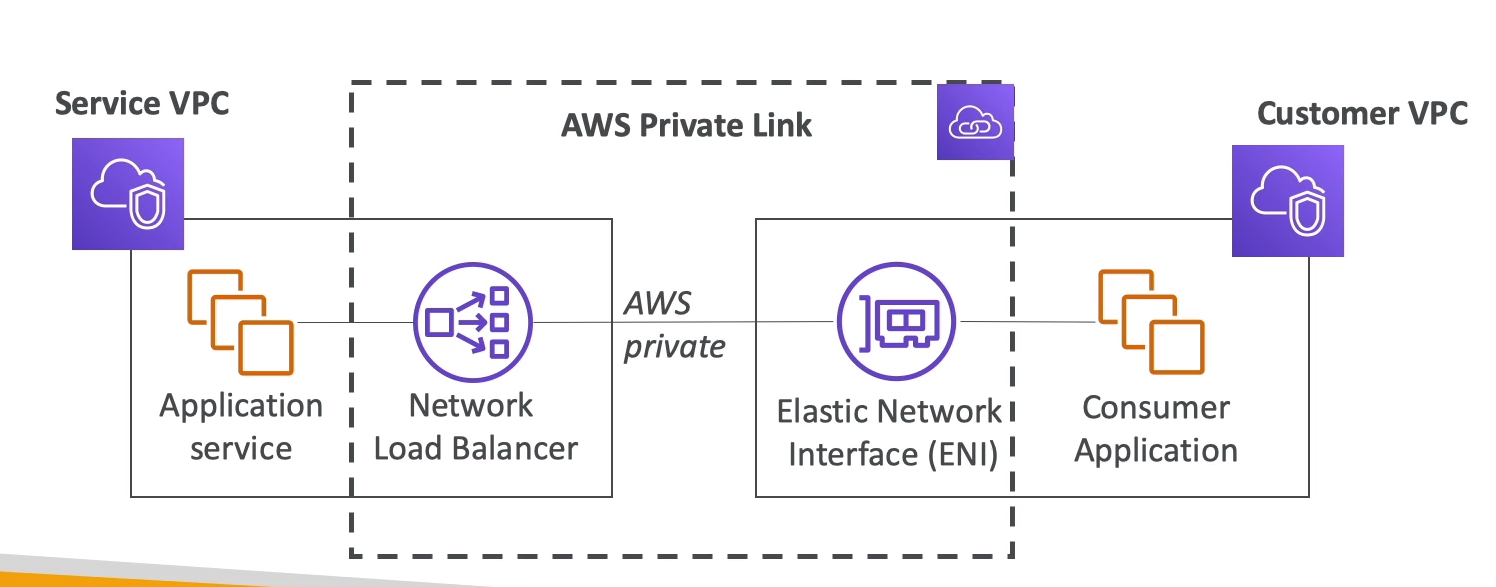 Service VPC
AWS Private Link
Customer VPC
AWS
private
Application
service
Network
Load Balancer
Elastic Network
Interface (ENI)
Consumer
Application